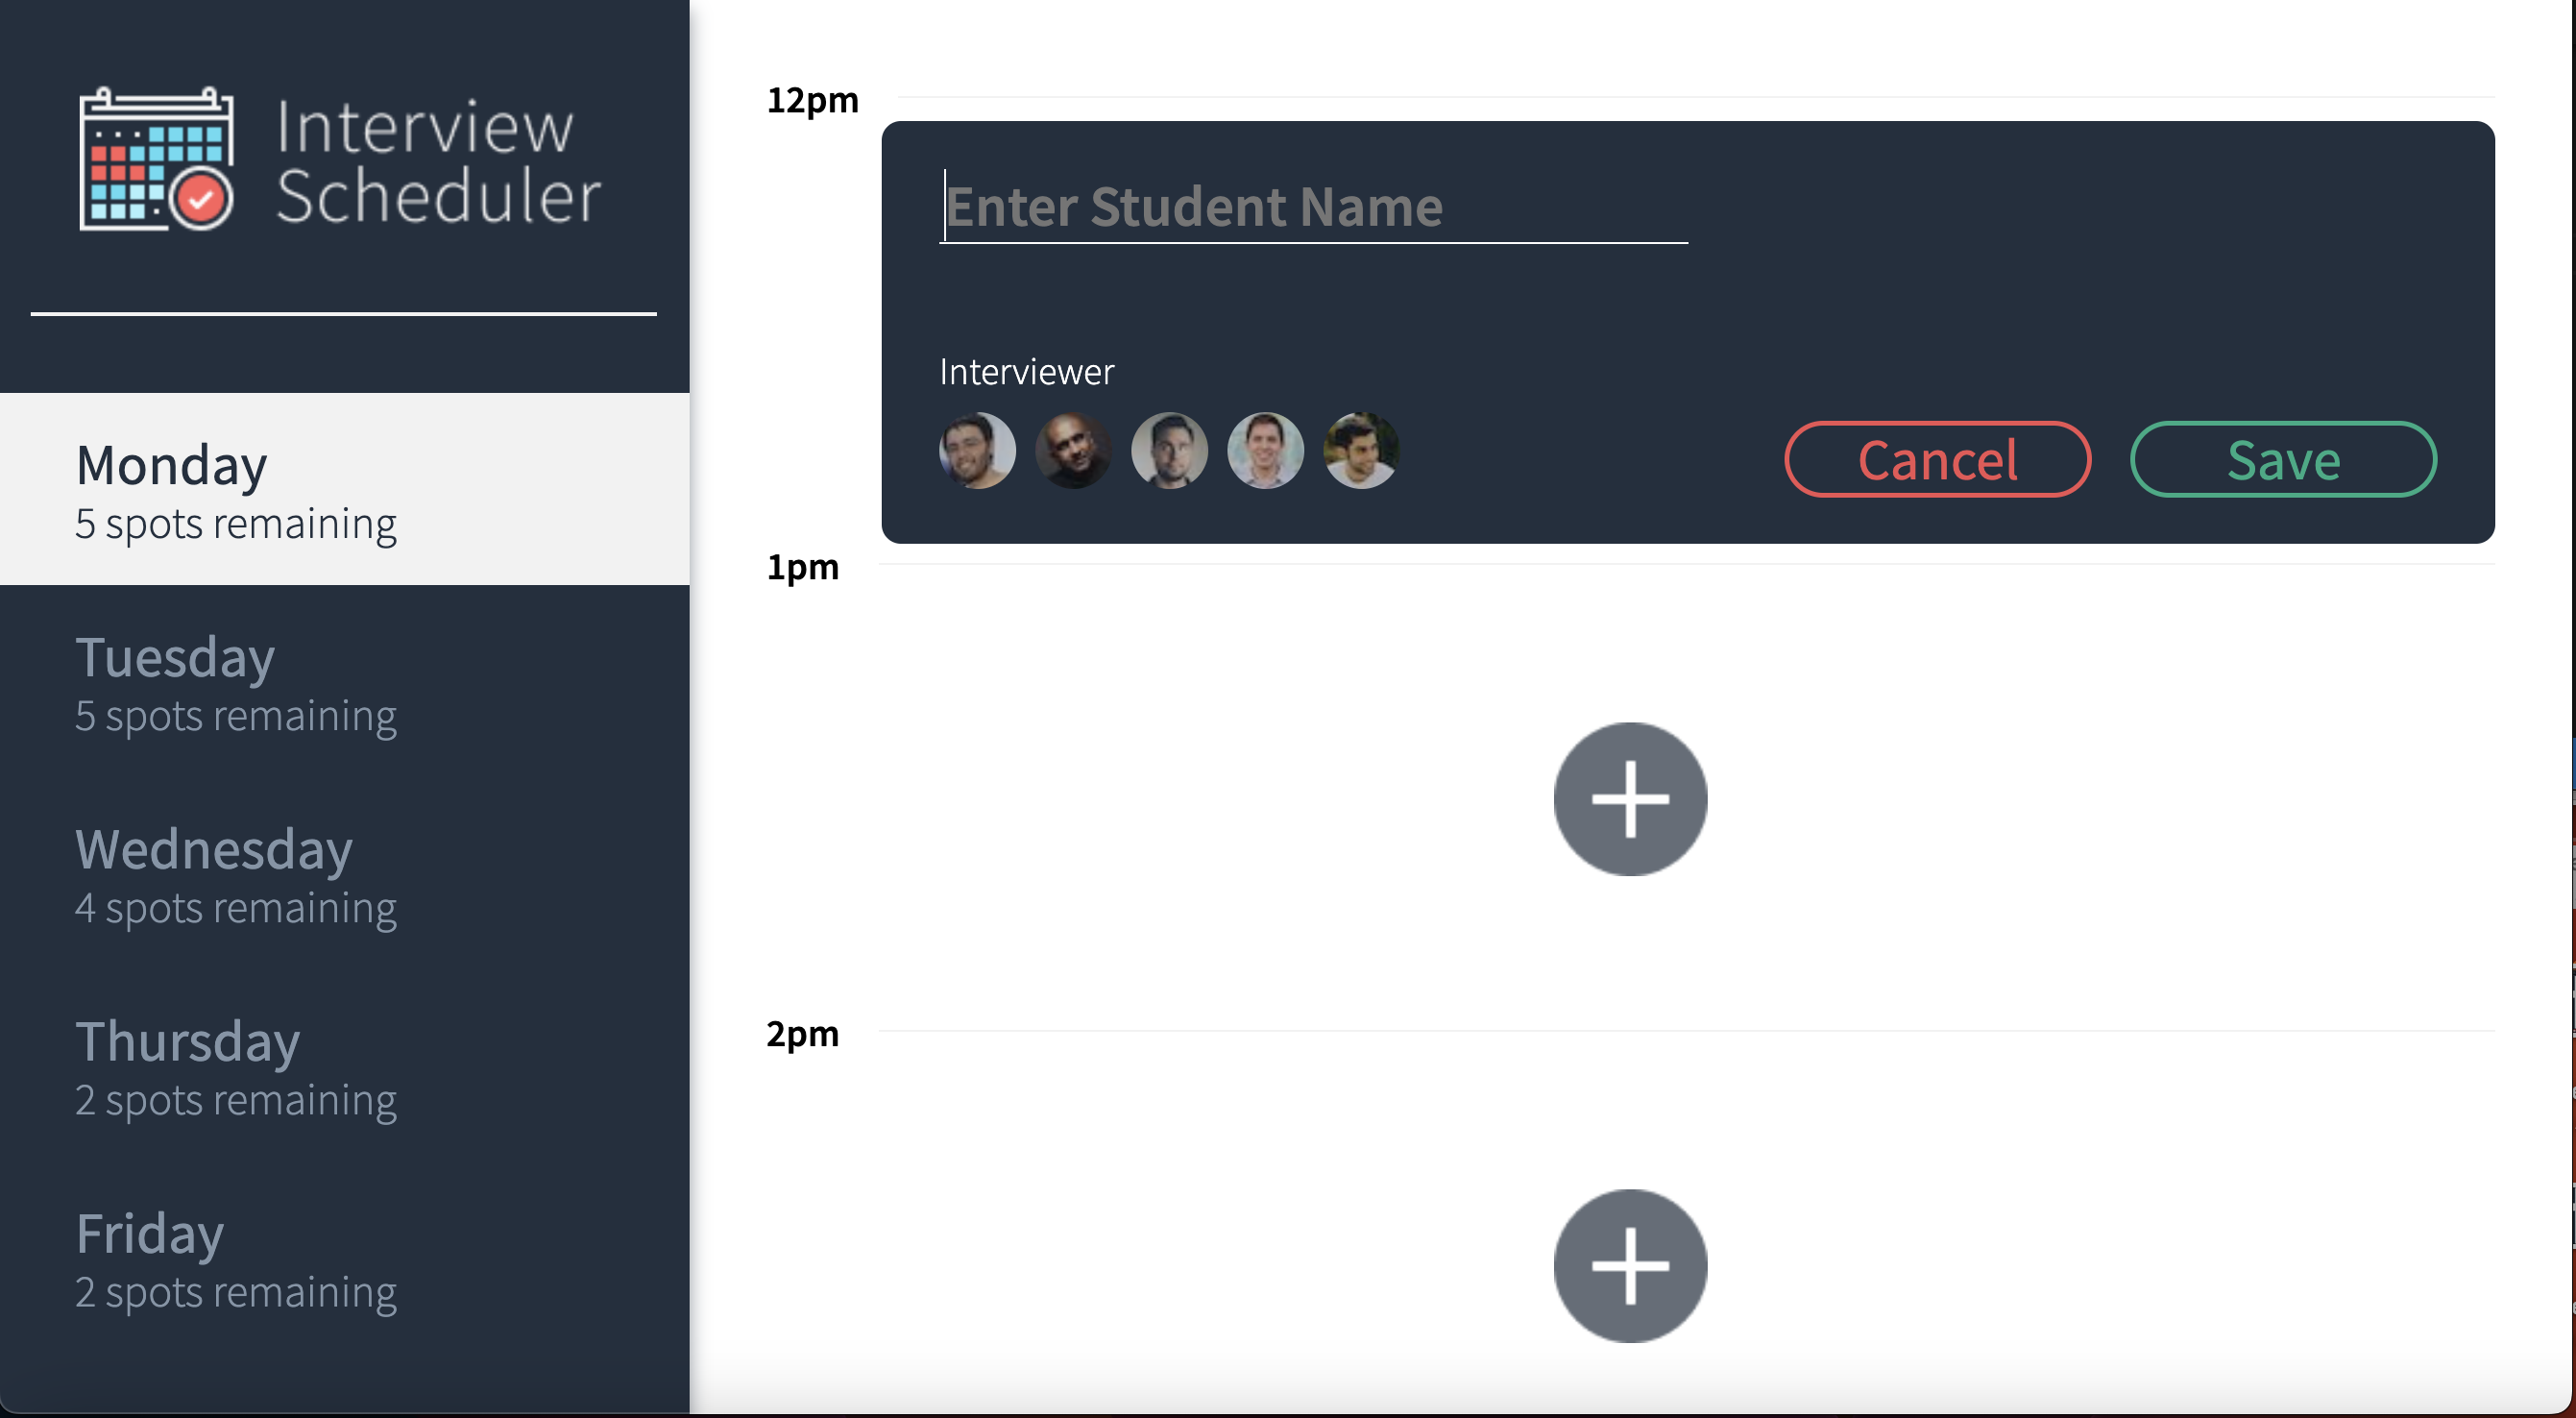 Interview
Scheduler
Monday
5 spots remaining
Tuesday
5 spots remaining
Wednesday
4 spots remaining
Thursday
2 spots remaining
Friday
2 spots remaining
12pm
Enter Student Name
Interviewer
Cancel
Save
1pm
2pm